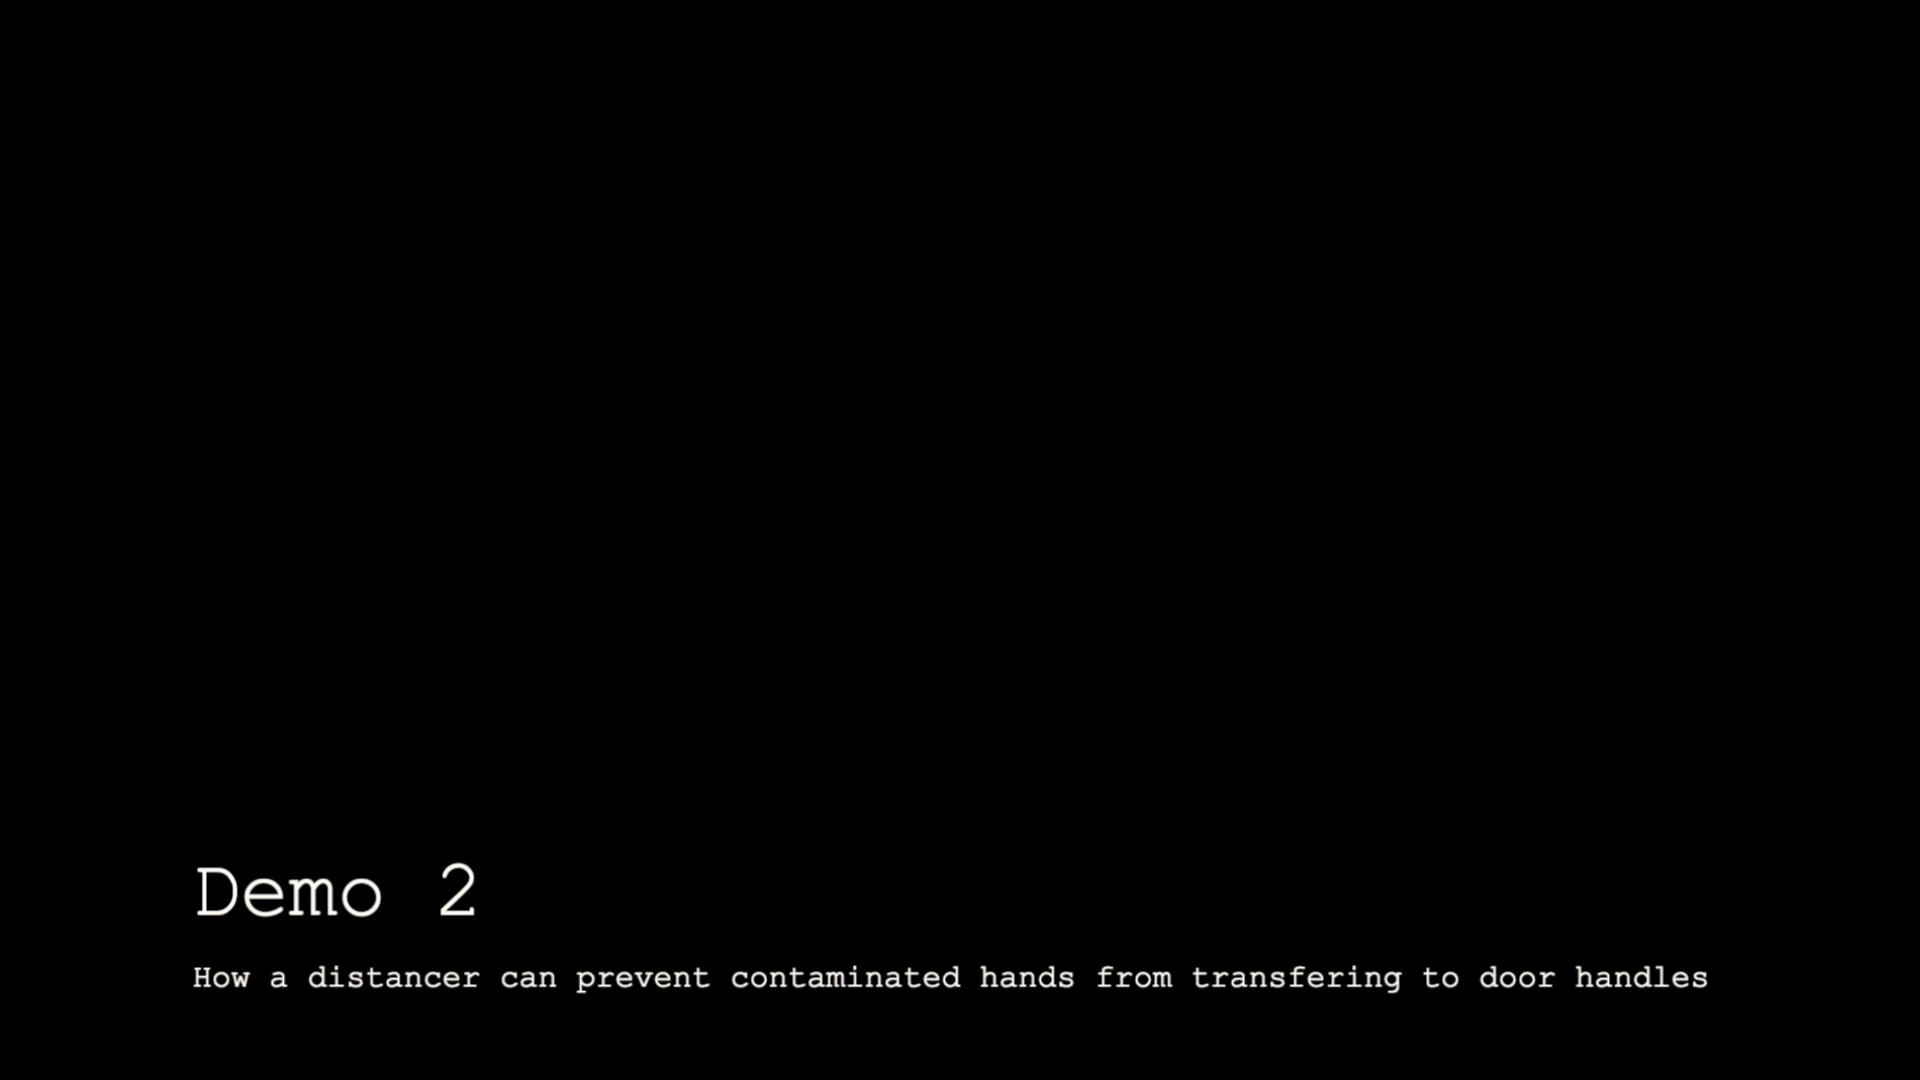 Demo 2
How a distancer can prevent contaminated hands from transfering to door handles